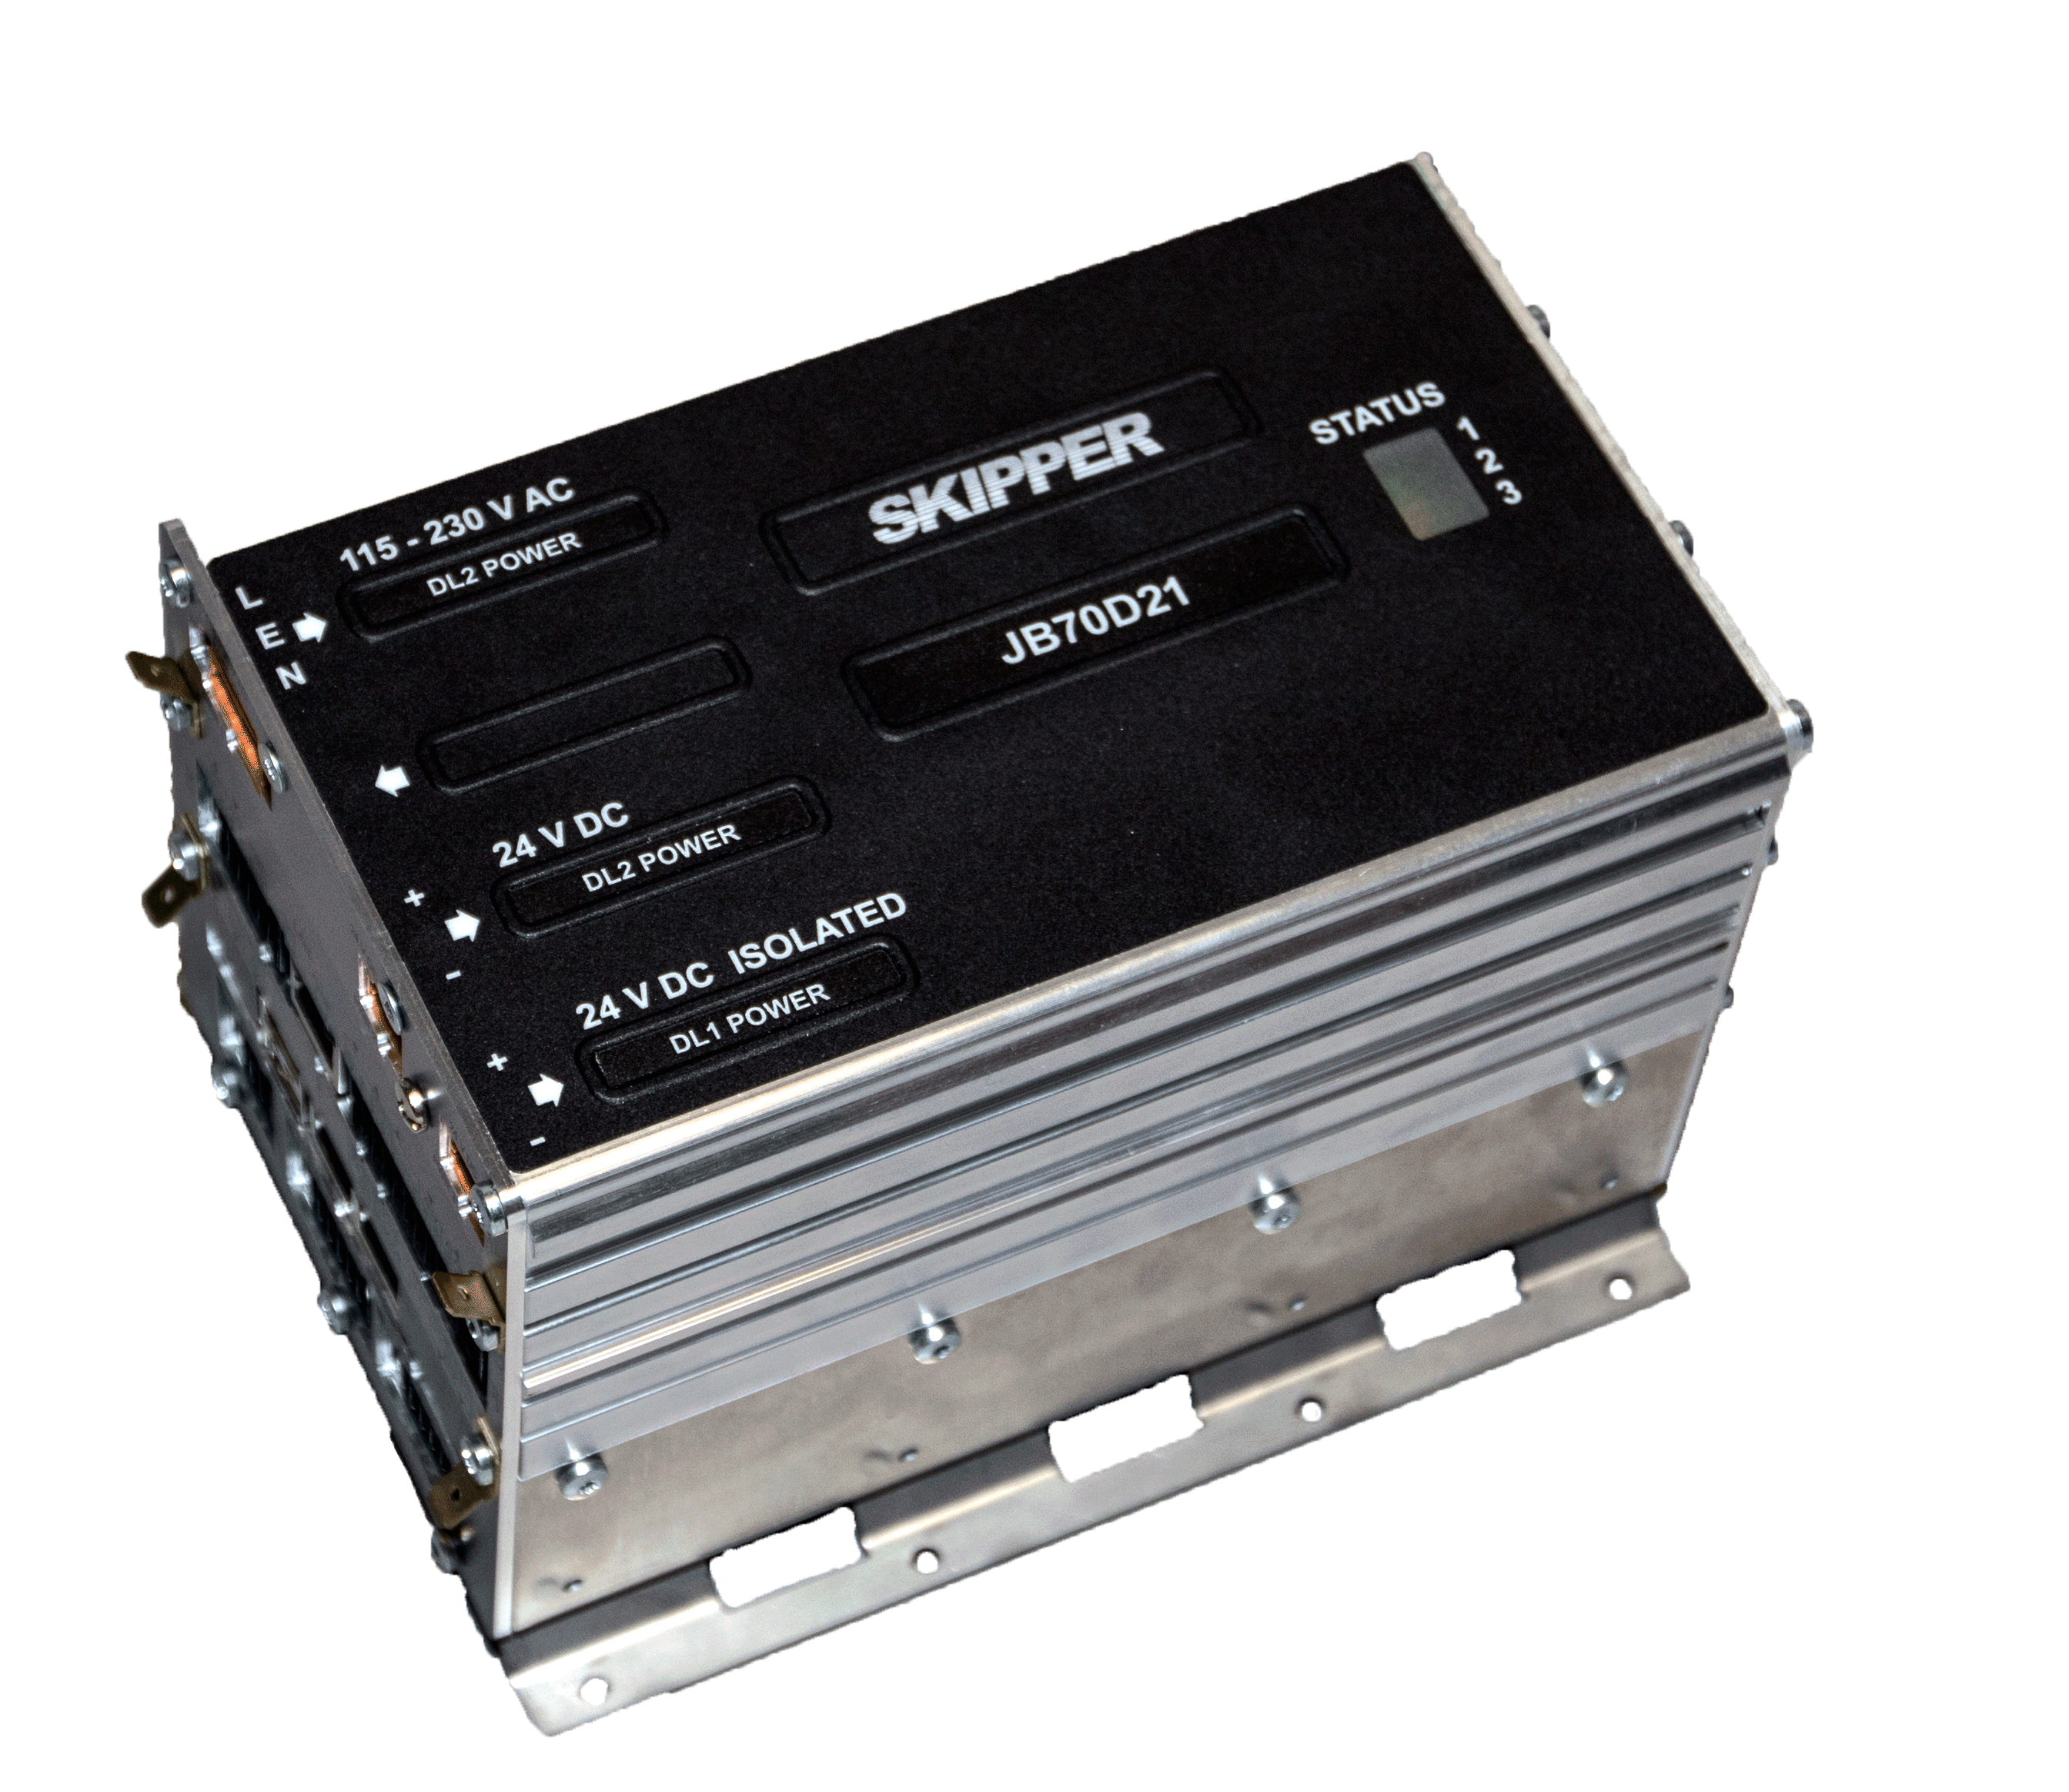 115 - 230 V AC
DL2 POWER
L
E
N
SKIPPER
JB70D21
STATUS
1
2
3
24 V DC
DL2 POWER
+
-
24 V DC ISOLATED
DL1 POWER
+
-